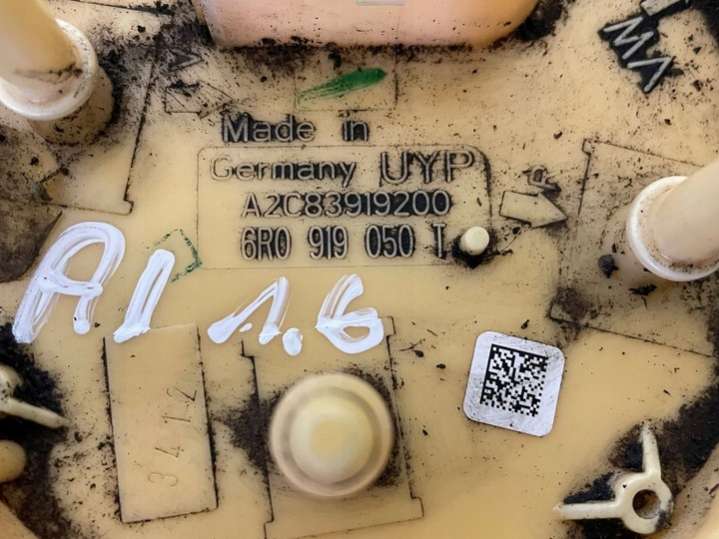 VW
Made in
Germany UYP
A2C83919200
6R0 919 050 T
A1 1.6
3412